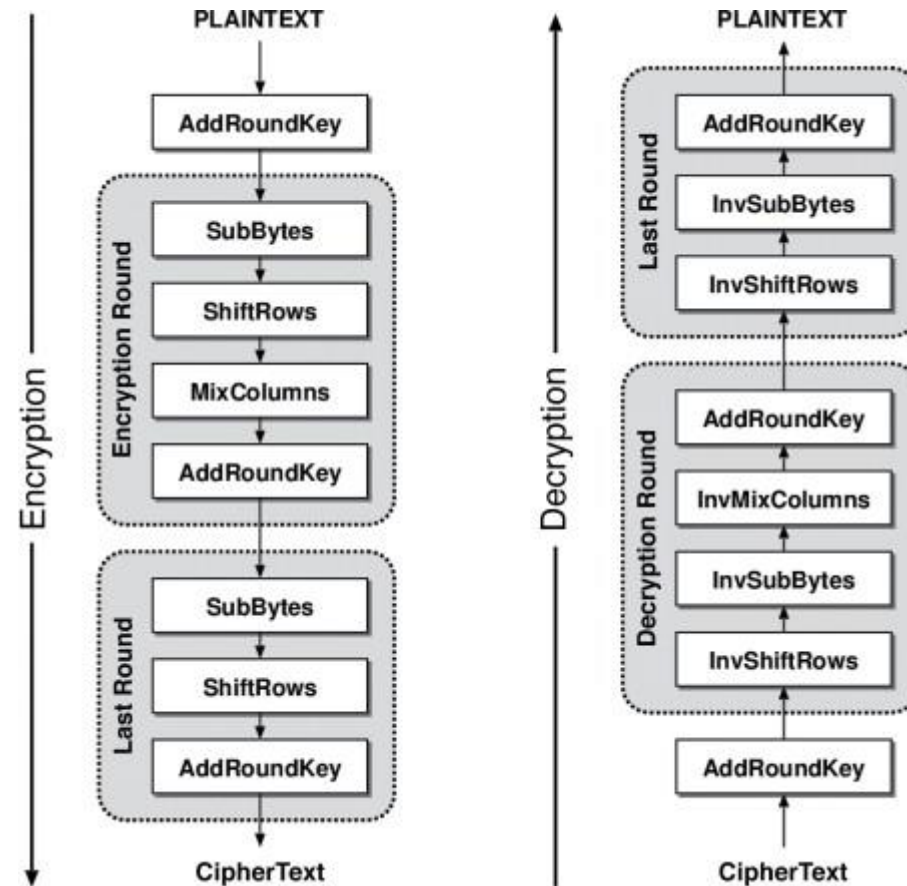 PLAINTEXT
AddRoundKey
Encryption Round
SubBytes
ShiftRows
MixColumns
AddRoundKey
Last Round
SubBytes
ShiftRows
AddRoundKey
CipherText
Encryption
PLAINTEXT
Last Round
AddRoundKey
InvSubBytes
InvShiftRows
Decryption Round
AddRoundKey
InvMixColumns
InvSubBytes
InvShiftRows
AddRoundKey
CipherText
Decryption